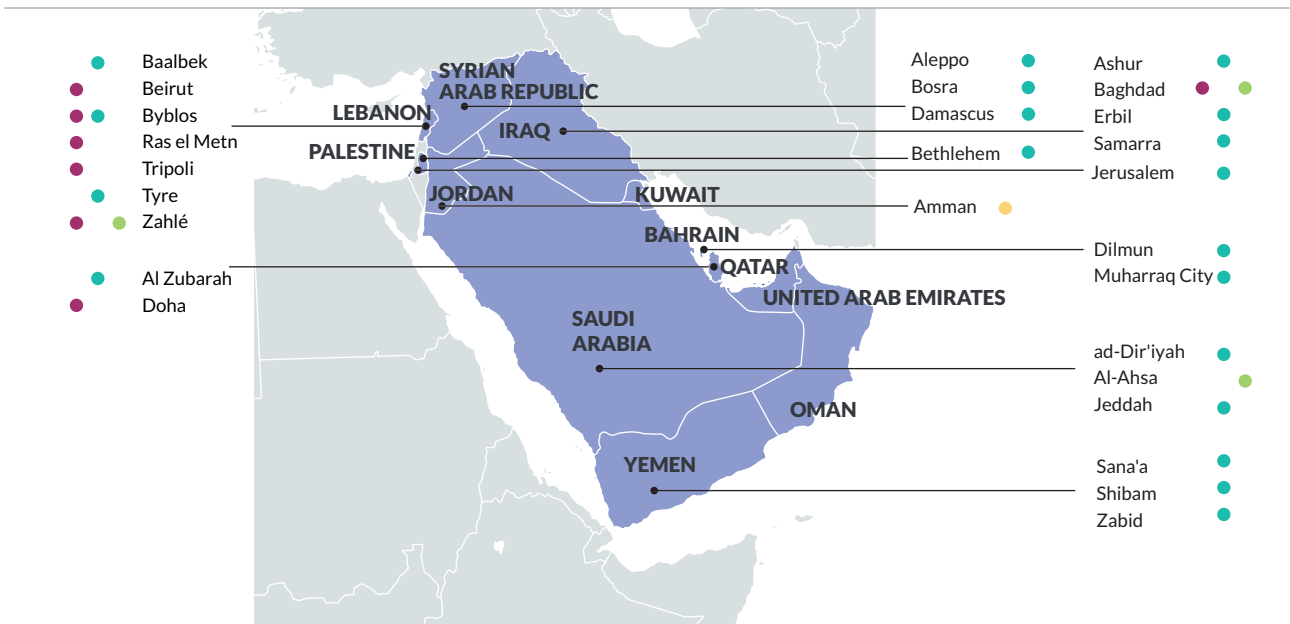 Baalbek
Beirut
Byblos
Ras el Metn
Tripoli
Tyre
Zahlé
Al Zubarah
Doha
SYRIAN
ARAB REPUBLIC
LEBANON
IRAQ
PALESTINE
JORDAN
KUWAIT
BAHRAIN
QATAR
UNITED ARAB EMIRATES
SAUDI
ARABIA
OMAN
YEMEN
Aleppo
Bosra
Damascus
Bethlehem
Amman
Ashur
Baghdad
Erbil
Samarra
Jerusalem
Dilmun
Muharraq City
ad-Dir'iyah
Al-Ahsa
Jeddah
Sana'a
Shibam
Zabid